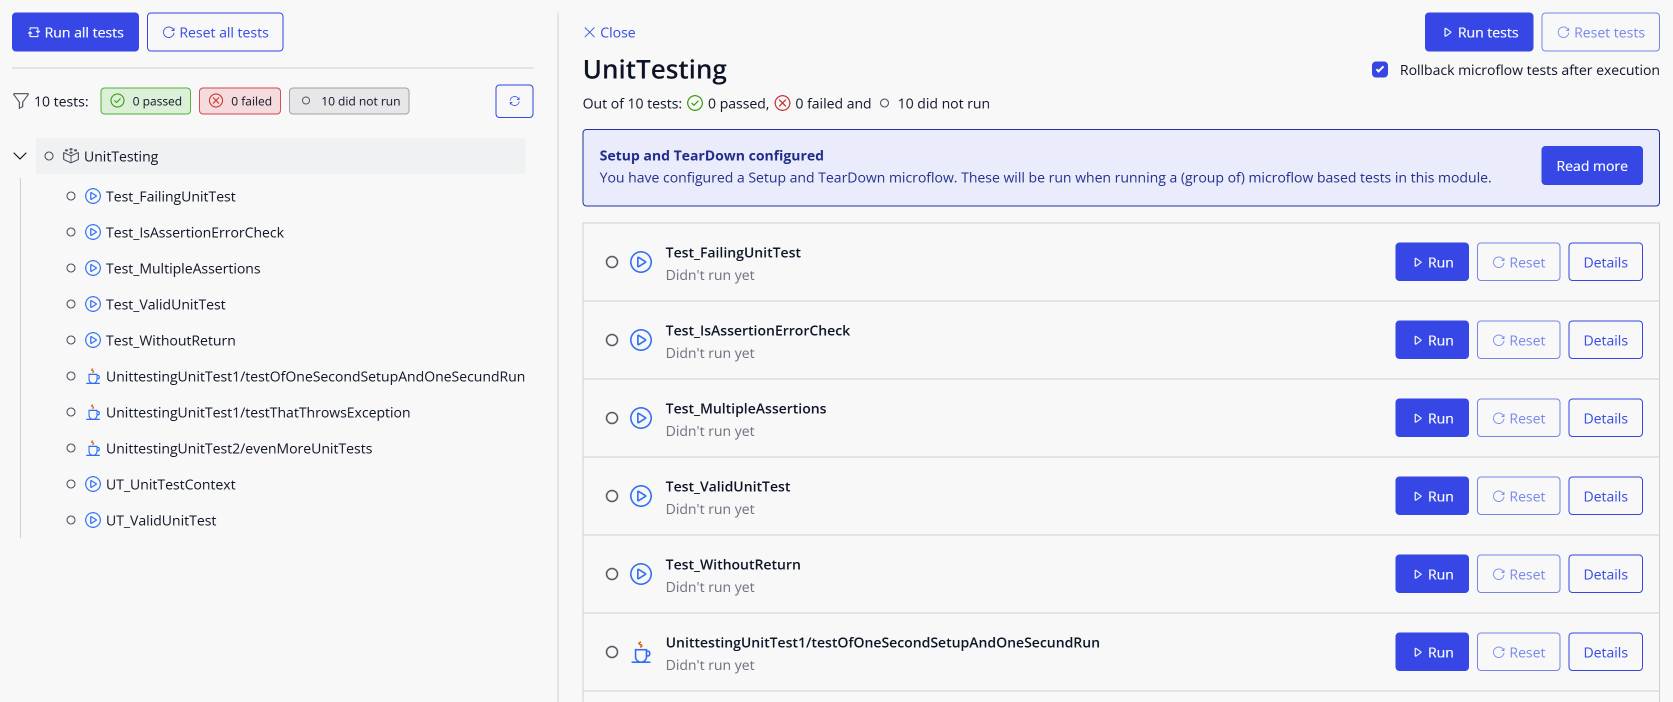 Run all tests
Reset all tests
10 tests: 0 passed 0 failed 10 did not run
UnitTesting
Test_FailingUnitTest
Test_IsAssertionErrorCheck
Test_MultipleAssertions
Test_ValidUnitTest
Test_WithoutReturn
UnittestingUnitTest1/testOfOneSecondSetupAndOneSecundRun
UnittestingUnitTest1/testThatThrowsException
UnittestingUnitTest2/evenMoreUnitTests
UT_UnitTestContext
UT_ValidUnitTest
Close
Run tests
Reset tests
UnitTesting
Rollback microflow tests after execution
Out of 10 tests: 0 passed, 0 failed and 10 did not run
Setup and TearDown configured
You have configured a Setup and TearDown microflow. These will be run when running a (group of) microflow based tests in this module.
Read more
Test_FailingUnitTest
Didn't run yet
Run Reset Details
Test_IsAssertionErrorCheck
Didn't run yet
Run Reset Details
Test_MultipleAssertions
Didn't run yet
Run Reset Details
Test_ValidUnitTest
Didn't run yet
Run Reset Details
Test_WithoutReturn
Didn't run yet
Run Reset Details
UnittestingUnitTest1/testOfOneSecondSetupAndOneSecundRun
Didn't run yet
Run Reset Details